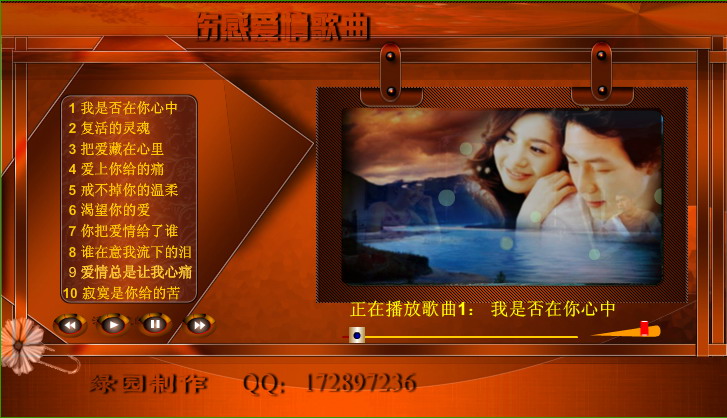 伤感爱情歌曲
1 我是否在你心中
2 复活的灵魂
3 把爱藏在心里
4 爱上你给的痛
5 戒不掉你的温柔
6 渴望你的爱
7 你把爱情给了谁
8 谁在意我流下的泪
9 爱情总是让我心痛
10 寂寞是你给的苦
正在播放歌曲1： 我是否在你心中
绿园制作 QQ：172897236